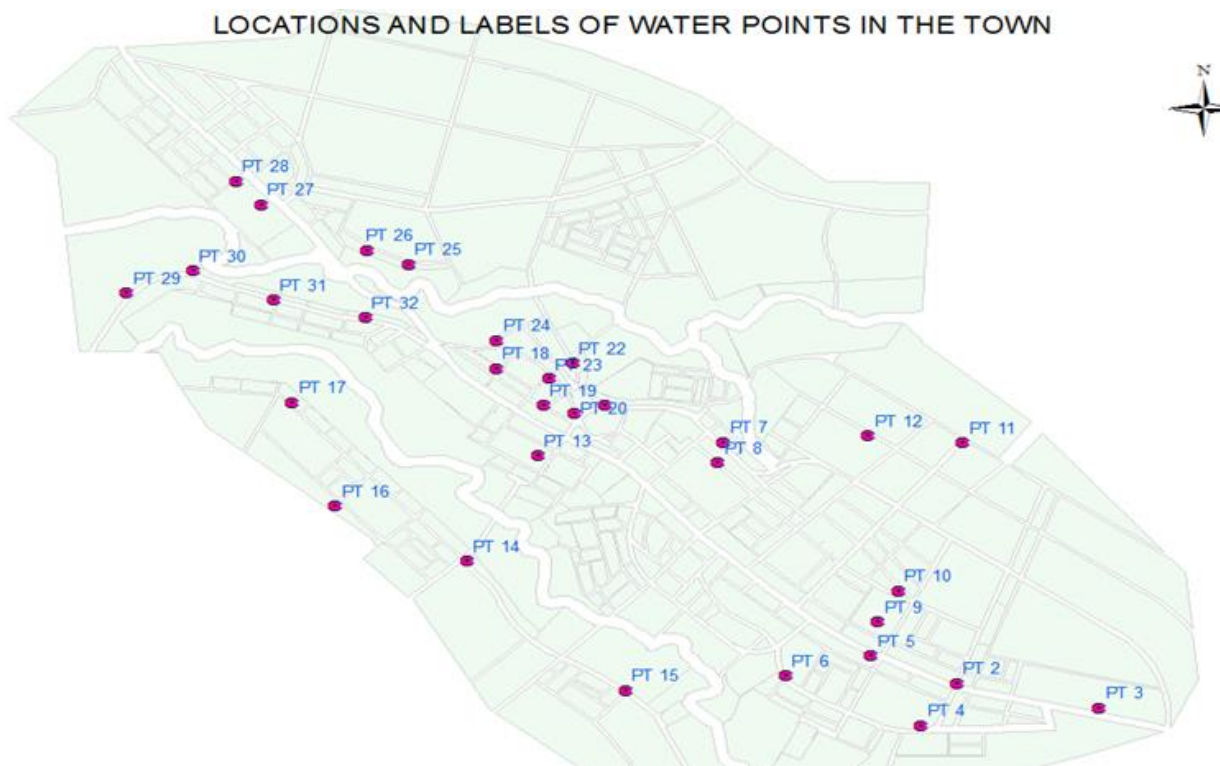 LOCATIONS AND LABELS OF WATER POINTS IN THE TOWN
N
PT 28
PT 27
PT 26
PT 25
PT 30
PT 29
PT 31
PT 32
PT 24
PT 22
PT 18
PT 23
PT 17
PT 19
PT 20
PT 13
PT 7
PT 8
PT 12
PT 11
PT 16
PT 14
PT 10
PT 9
PT 5
PT 6
PT 15
PT 2
PT 3
PT 4